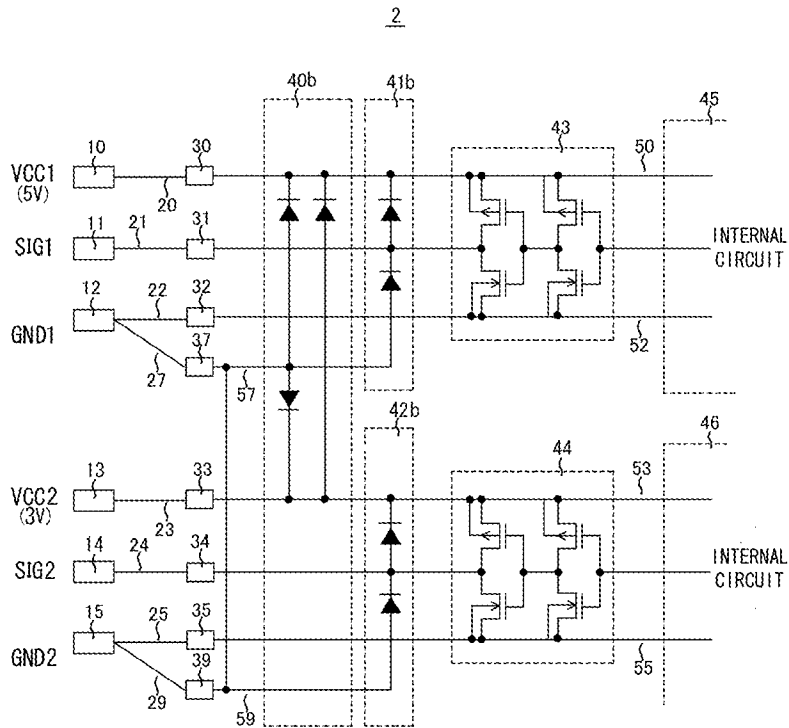 2
40b
41b
45
10
30
43
50
VCC1
(5V)
20
11
21
31
SIG1
INTERNAL
CIRCUIT
12
22
32
GND1
37
27
57
52
42b
46
13
33
44
53
VCC2
(3V)
23
14
24
34
SIG2
INTERNAL
CIRCUIT
15
25
35
GND2
39
29
59
55